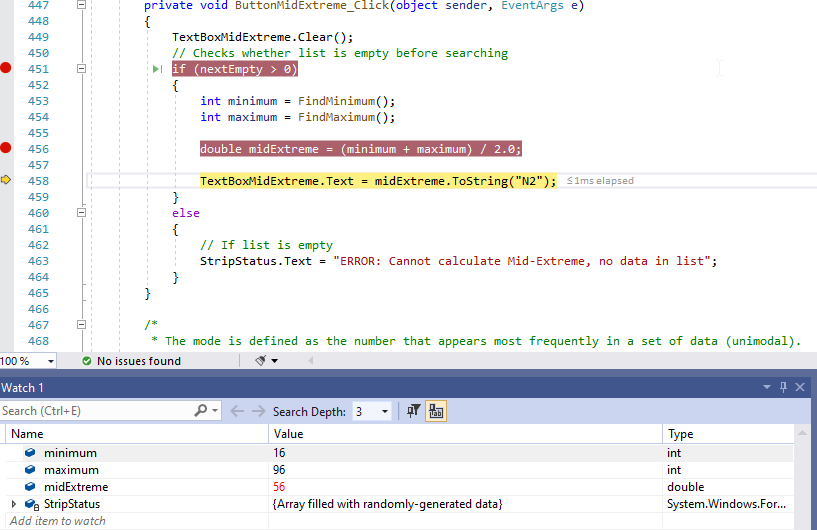 447 private void ButtonMidExtreme_Click(object sender, EventArgs e)
448 {
449 TextBoxMidExtreme.Clear();
450 // Checks whether list is empty before searching
451 if (nextEmpty > 0)
452 {
453 int minimum = FindMinimum();
454 int maximum = FindMaximum();
455
456 double midExtreme = (minimum + maximum) / 2.0;
457
458 TextBoxMidExtreme.Text = midExtreme.ToString("N2"); ≤1ms elapsed
459 }
460 else
461 {
462 // If list is empty
463 StripStatus.Text = "ERROR: Cannot calculate Mid-Extreme, no data in list";
464 }
465 }
466
467 /*
468 * The mode is defined as the number that appears most frequently in a set of data (unimodal).
100 % No issues found
Watch 1
Search (Ctrl+E) Search Depth: 3
Name Value Type
minimum 16 int
maximum 96 int
midExtreme 56 double
StripStatus {Array filled with randomly-generated data} System.Windows.For...
Add item to watch